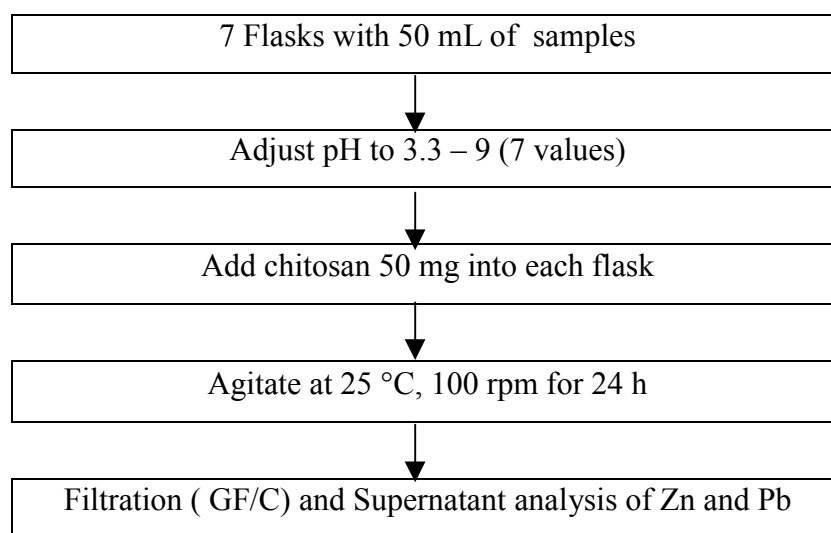 7 Flasks with 50 mL of samples
Adjust pH to 3.3 – 9 (7 values)
Add chitosan 50 mg into each flask
Agitate at 25 °C, 100 rpm for 24 h
Filtration ( GF/C) and Supernatant analysis of Zn and Pb